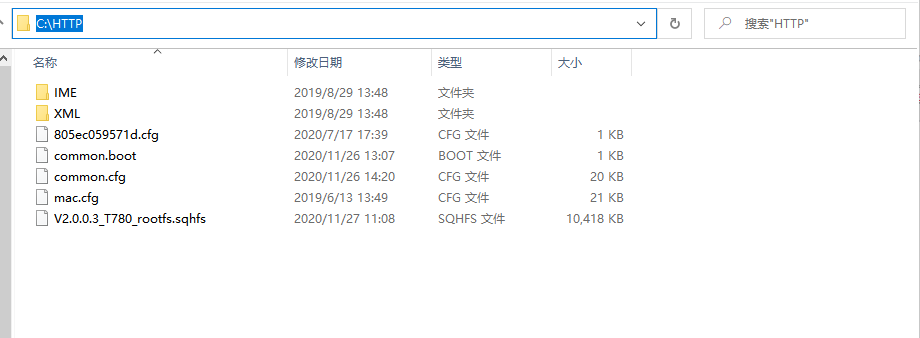 C:\HTTP 搜索"HTTP"
名称 修改日期 类型 大小
IME 2019/8/29 13:48 文件夹
XML 2019/8/29 13:48 文件夹
805ec059571d.cfg 2020/7/17 17:39 CFG 文件 1 KB
common.boot 2020/11/26 13:07 BOOT 文件 1 KB
common.cfg 2020/11/26 14:20 CFG 文件 20 KB
mac.cfg 2019/6/13 13:49 CFG 文件 21 KB
V2.0.0.3_T780_rootfs.sqhfs 2020/11/27 11:08 SQHFS 文件 10,418 KB